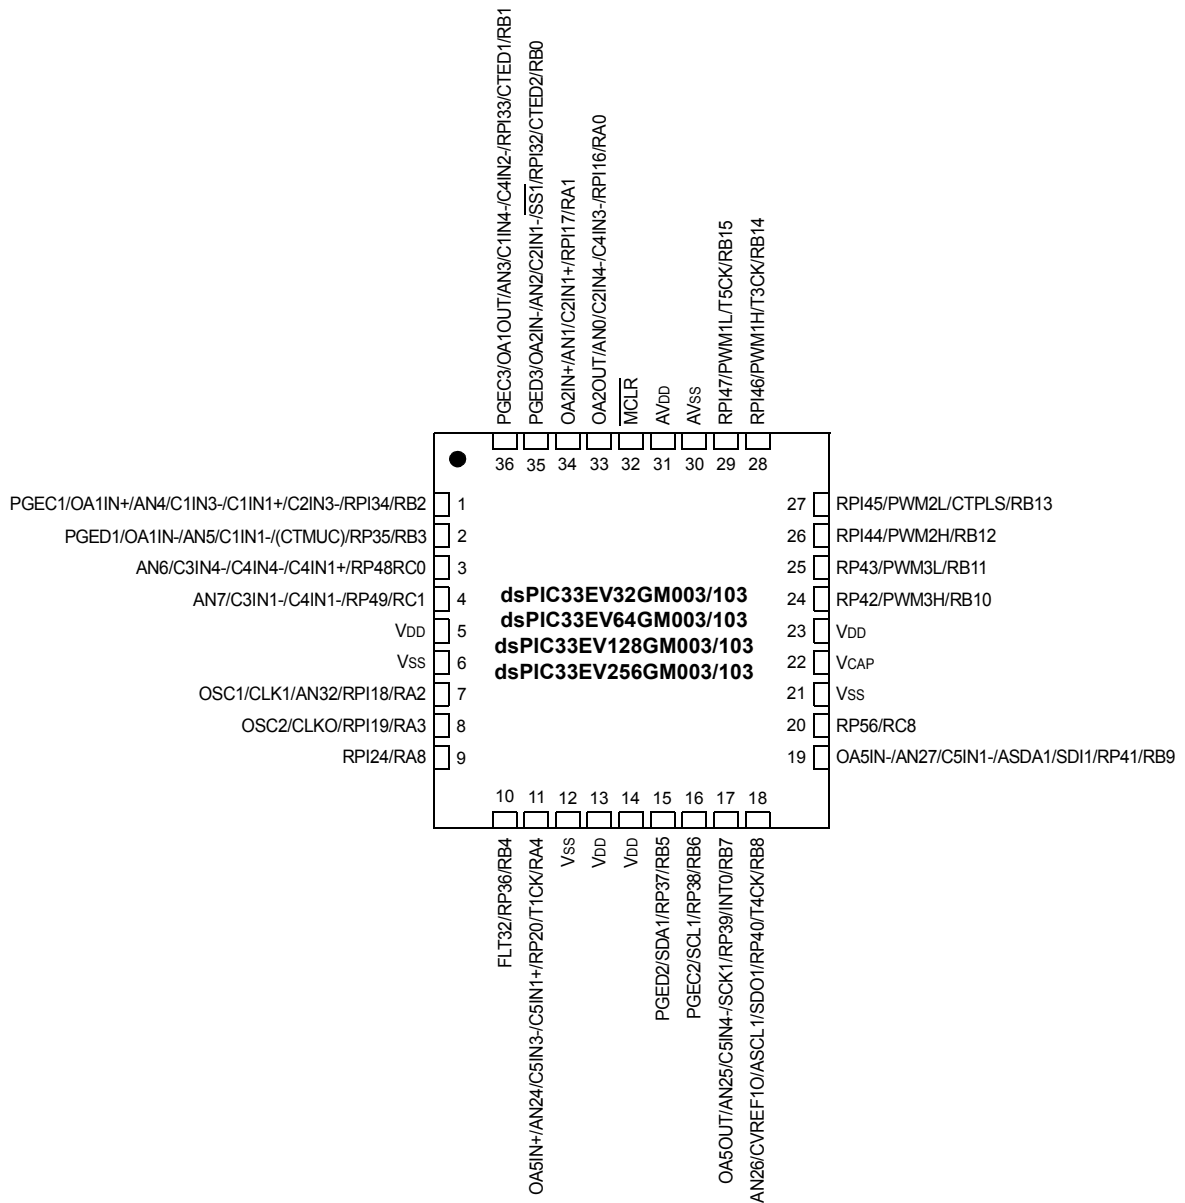 PGEC3/OA1OUT/AN3/C1IN4-/C4IN2-/RPI33/CTED1/RB1
PGED3/OA2IN-/AN2/C2IN1-/SS1/RPI32/CTED2/RB0
OA2IN+/AN1/C2IN1+/RPI17/RA1
OA2OUT/AN0/C2IN4-/C4IN3-/RPI16/RA0
MCLR
AVDD
AVSS
RPI47/PWM1L/T5CK/RB15
RPI46/PWM1H/T3CK/RB14
36 35 34 33 32 31 30 29 28
PGEC1/OA1IN+/AN4/C1IN3-/C1IN1+/C2IN3-/RPI34/RB2 1
PGED1/OA1IN-/AN5/C1IN1-/(CTMUC)/RP35/RB3 2
AN6/C3IN4-/C4IN4-/C4IN1+/RP48RC0 3
AN7/C3IN1-/C4IN1-/RP49/RC1 4
VDD 5
VSS 6
OSC1/CLK1/AN32/RPI18/RA2 7
OSC2/CLKO/RPI19/RA3 8
RPI24/RA8 9
dsPIC33EV32GM003/103
dsPIC33EV64GM003/103
dsPIC33EV128GM003/103
dsPIC33EV256GM003/103
27 RPI45/PWM2L/CTPLS/RB13
26 RPI44/PWM2H/RB12
25 RP43/PWM3L/RB11
24 RP42/PWM3H/RB10
23 VDD
22 VCAP
21 VSS
20 RP56/RC8
19 OA5IN-/AN27/C5IN1-/ASDA1/SDI1/RP41/RB9
10 11 12 13 14 15 16 17 18
FLT32/RP36/RB4
OA5IN+/AN24/C5IN3-/C5IN1+/RP20/T1CK/RA4
VSS
VDD
VDD
PGED2/SDA1/RP37/RB5
PGEC2/SCL1/RP38/RB6
OA5OUT/AN25/C5IN4-/SCK1/RP39/INT0/RB7
AN26/CVREF1O/ASCL1/SDO1/RP40/T4CK/RB8